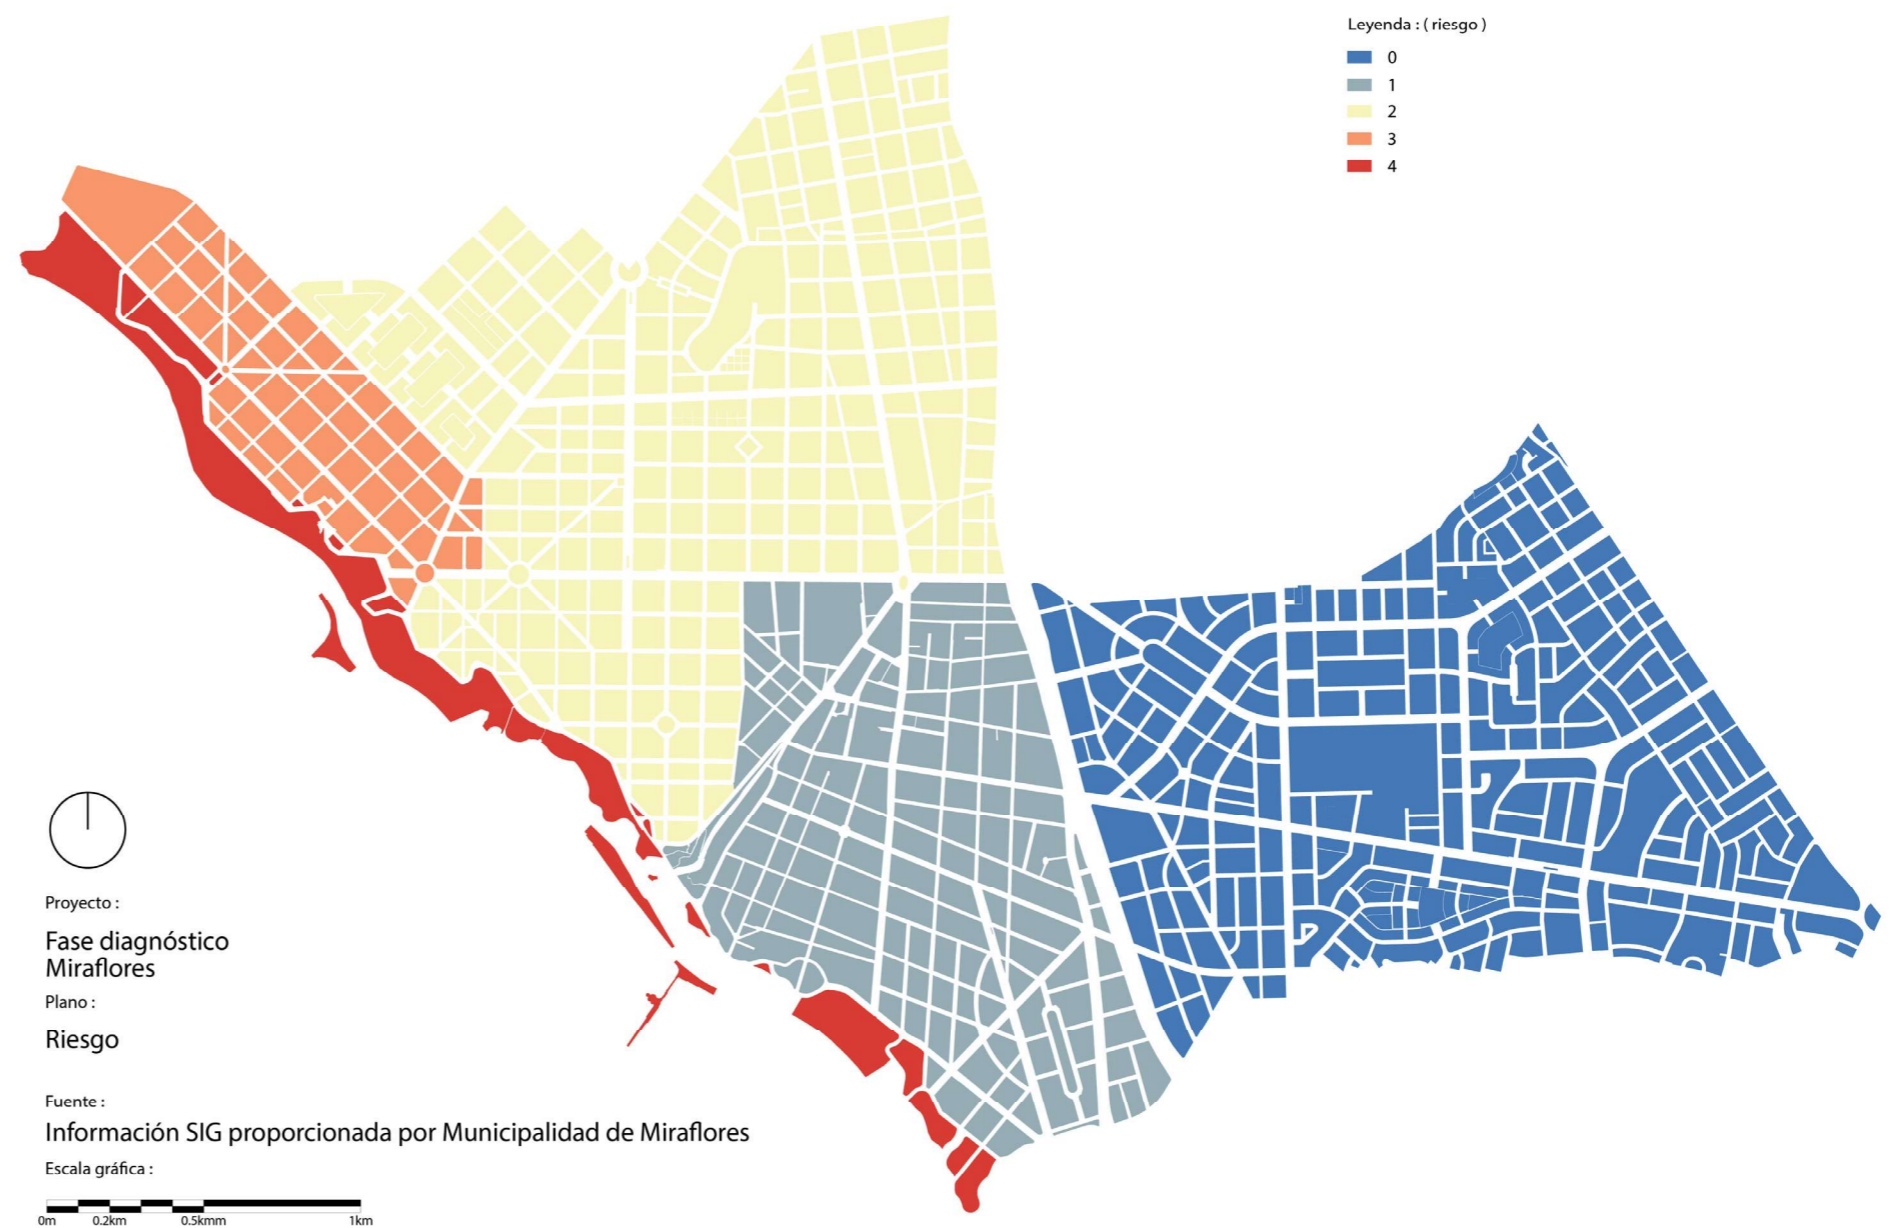 Leyenda : ( riesgo )
0
1
2
3
4
Proyecto :
Fase diagnóstico
Miraflores
Plano :
Riesgo
Fuente :
Información SIG proporcionada por Municipalidad de Miraflores
Escala gráfica :
0m 0.2km 0.5kmm 1km